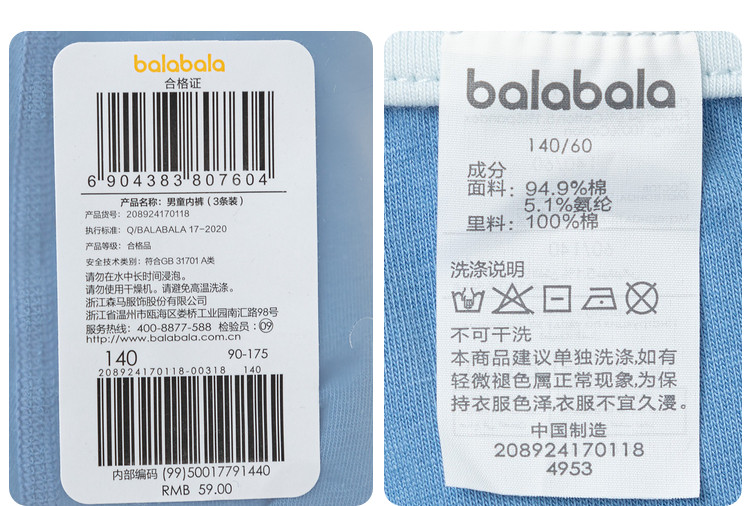 balabala
合格证
6 904383 807604
产品名称: 男童内裤 (3条装)
产品货号: 208924170118
执行标准: Q/BALABALA 17-2020
产品等级: 合格品
安全技术类别: 符合GB 31701 A类
请勿在水中长时间浸泡。
请勿使用干燥机。请避免高温洗涤。
浙江森马服饰股份有限公司
浙江省温州市瓯海区娄桥工业园南汇路98号
服务热线: 400-8877-588 检验员: 09
http://www.balabala.com.cn
140 90-175
208924170118-00318 140
内部编码 (99)50017791440
RMB 59.00
balabala
140/60
成分
面料: 94.9%棉
5.1%氨纶
里料: 100%棉
洗涤说明
不可干洗
本商品建议单独洗涤,如有
轻微褪色属正常现象,为保
持衣服色泽,衣服不宜久浸。
中国制造
208924170118
4953